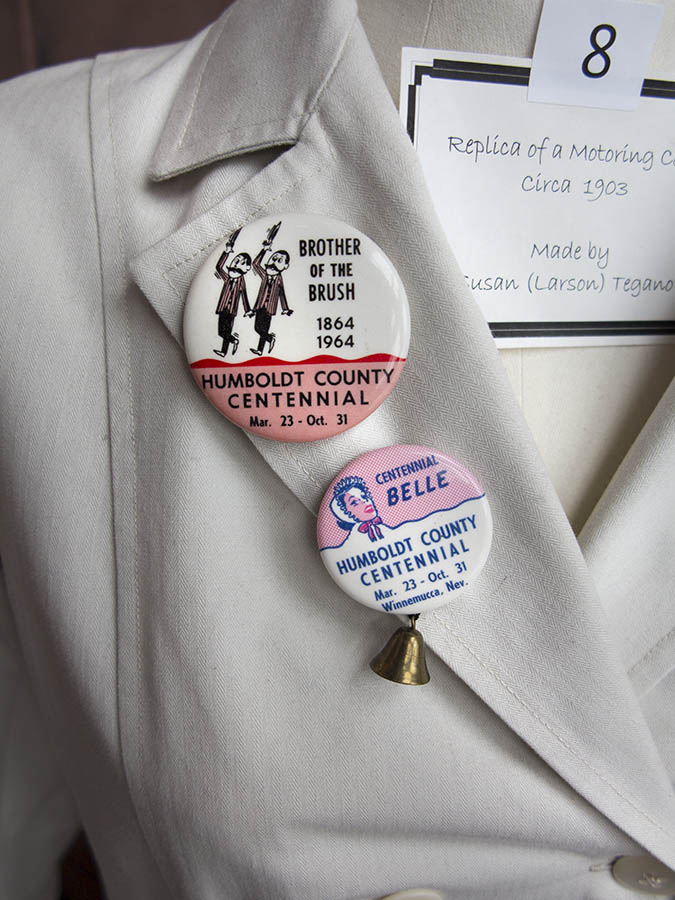 8
Replica of a Motoring
Circa 1903
Made by
(Larson) Tegano
BROTHER
OF THE
BRUSH
1864
1964
HUMBOLDT COUNTY
CENTENNIAL
Mar. 23 - Oct. 31
CENTENNIAL
BELLE
HUMBOLDT COUNTY
CENTENNIAL
Mar. 23 - Oct. 31
Winnemucca, Nev.